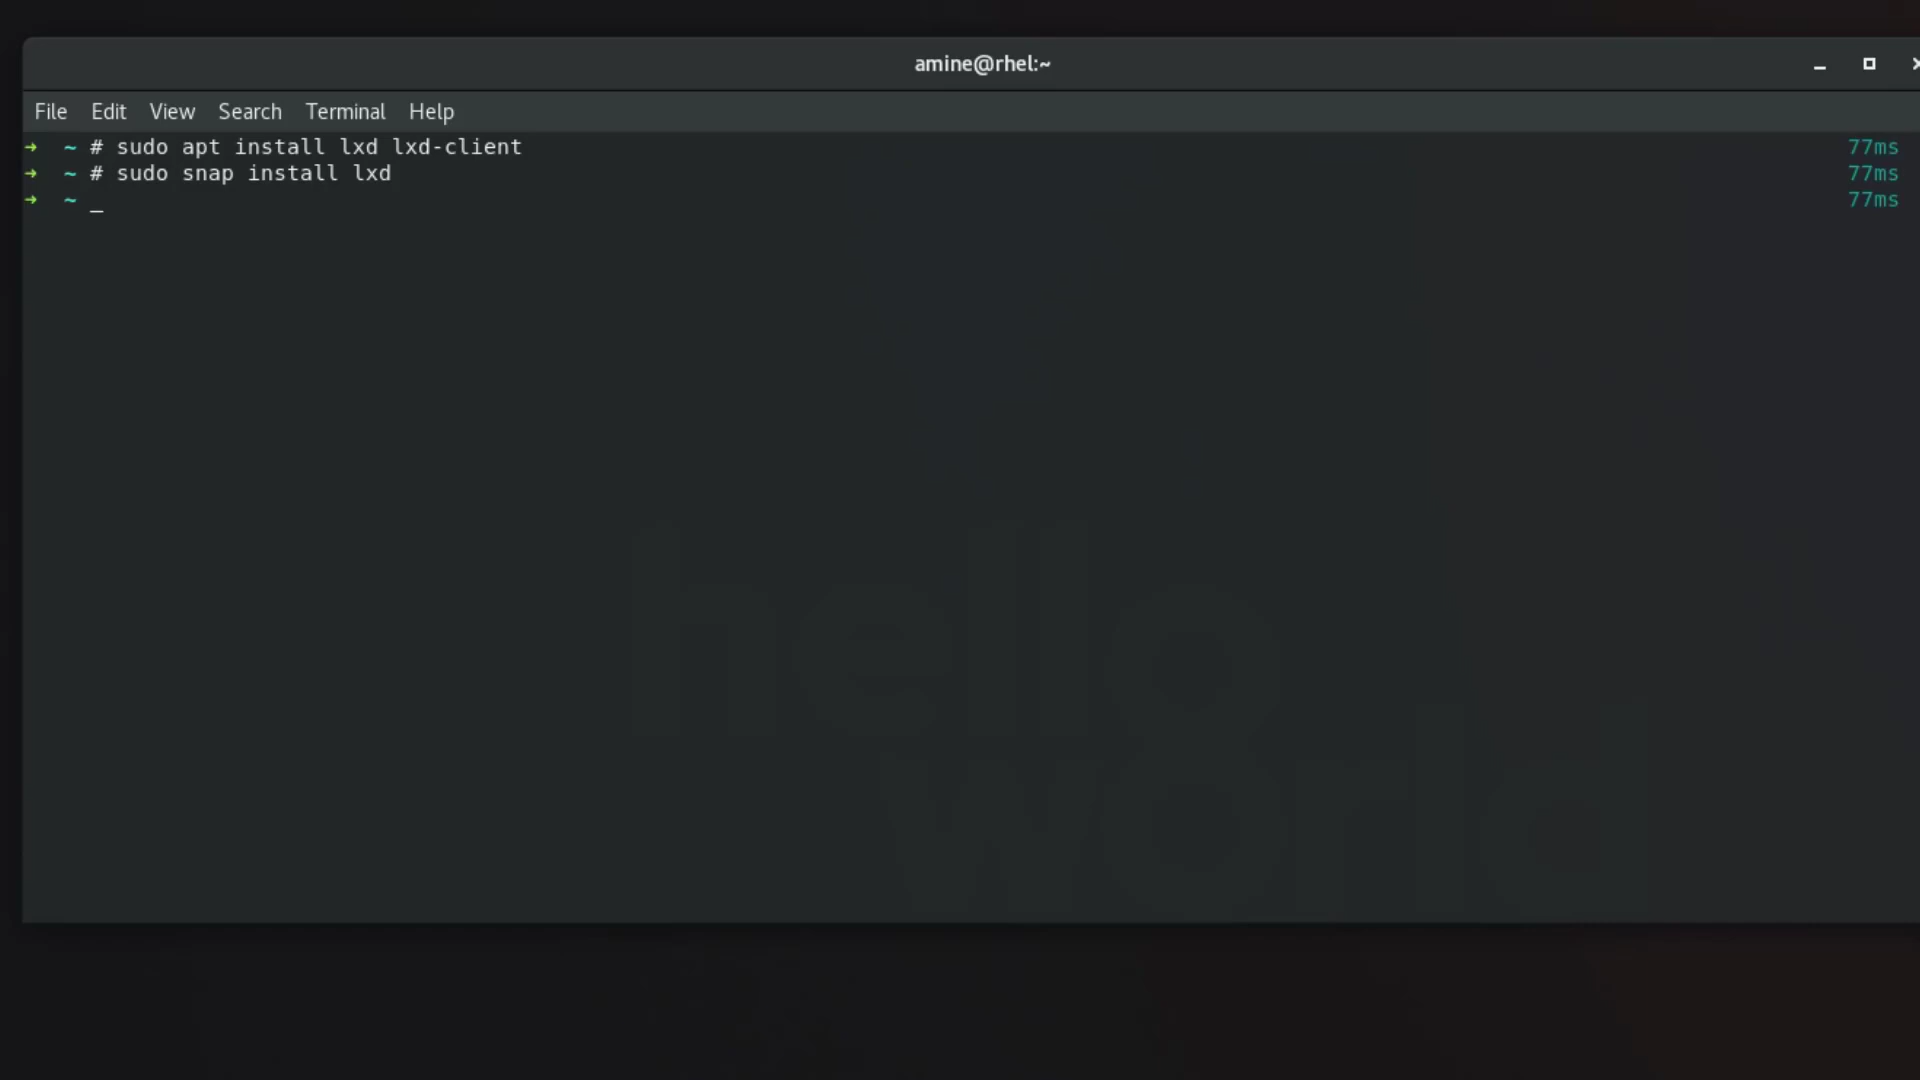 amine@rhel:~
File Edit View Search Terminal Help
➜ ~ # sudo apt install lxd lxd-client 77ms
➜ ~ # sudo snap install lxd 77ms
➜ ~ _ 77ms
hello
world